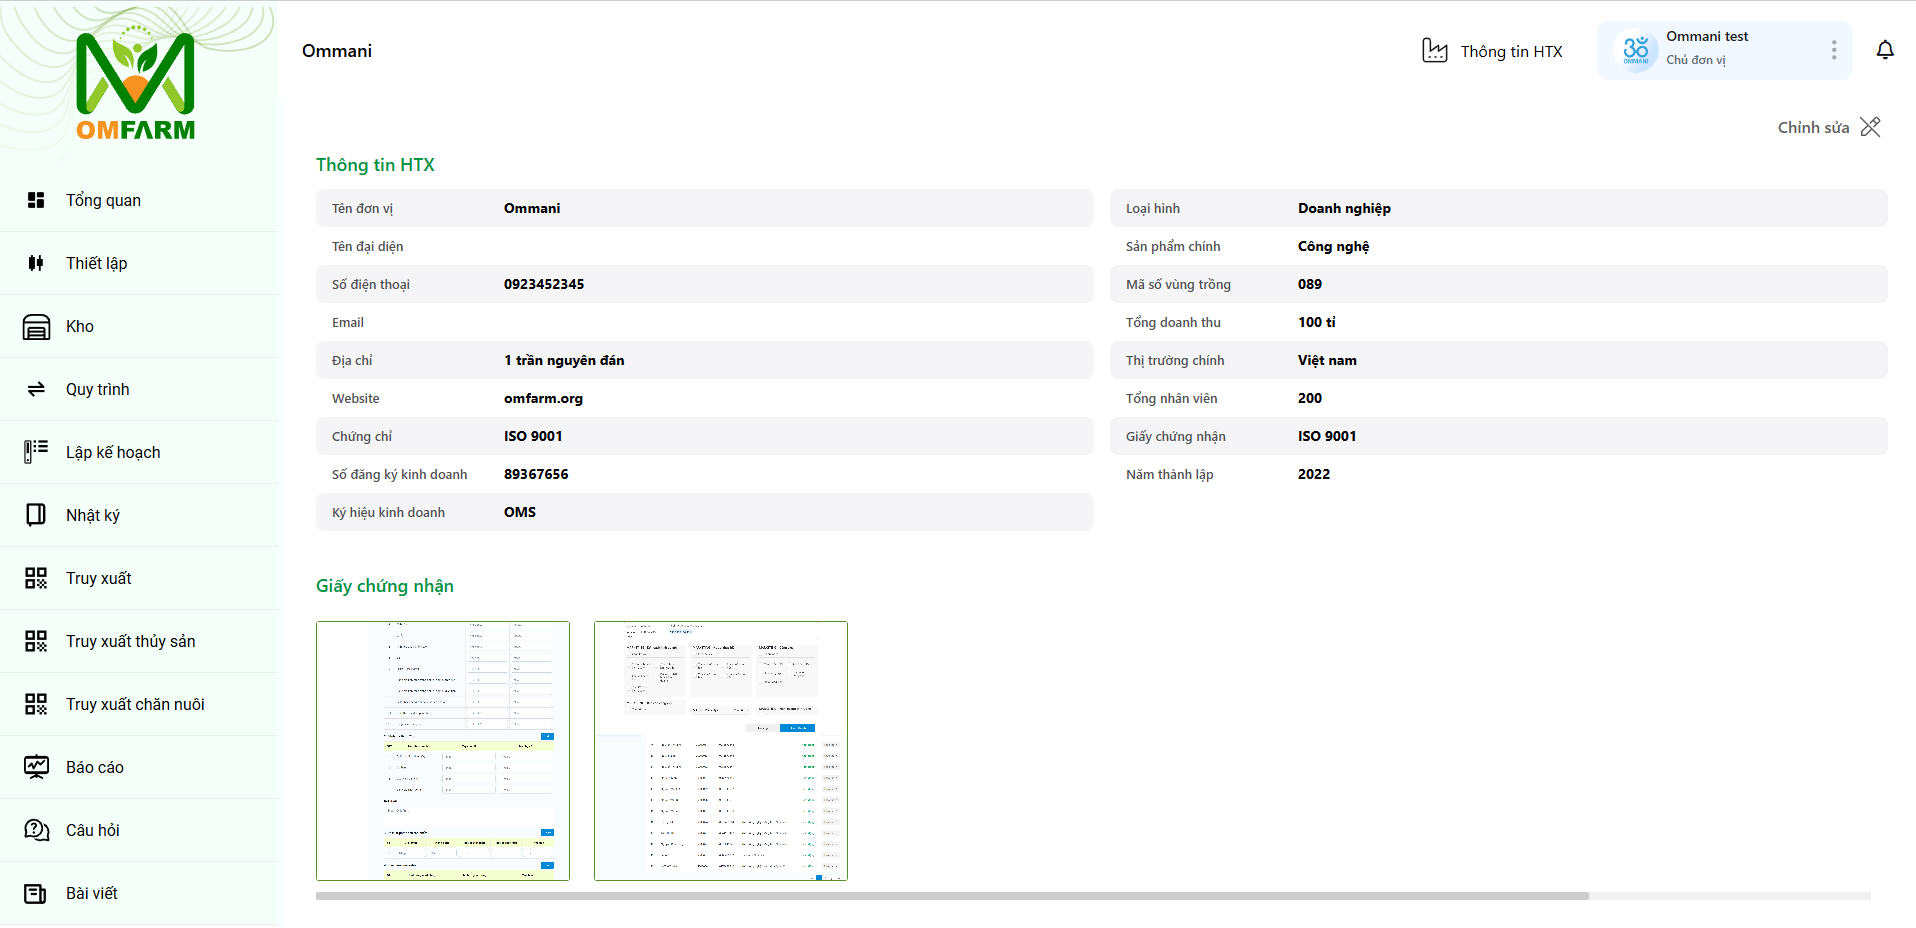 OMFARM
Tổng quan
Thiết lập
Kho
Quy trình
Lập kế hoạch
Nhật ký
Truy xuất
Truy xuất thủy sản
Truy xuất chăn nuôi
Báo cáo
Câu hỏi
Bài viết
Ommani
Thông tin HTX
OMMANI
Ommani test
Chủ đơn vị
Chỉnh sửa
Thông tin HTX
Tên đơn vị Ommani
Tên đại diện
Số điện thoại 0923452345
Email
Địa chỉ 1 trần nguyên đán
Website omfarm.org
Chứng chỉ ISO 9001
Số đăng ký kinh doanh 89367656
Ký hiệu kinh doanh OMS
Loại hình Doanh nghiệp
Sản phẩm chính Công nghệ
Mã số vùng trồng 089
Tổng doanh thu 100 tỉ
Thị trường chính Việt nam
Tổng nhân viên 200
Giấy chứng nhận ISO 9001
Năm thành lập 2022
Giấy chứng nhận